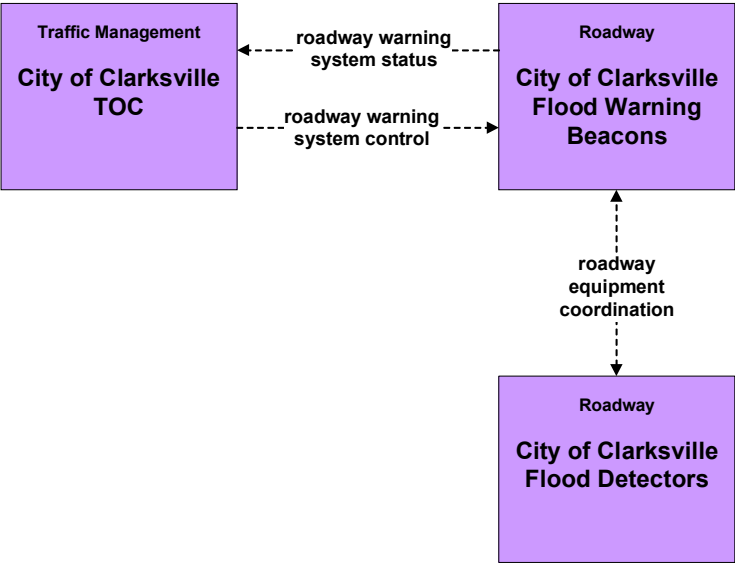 Traffic Management
City of Clarksville
TOC
roadway warning
system status
roadway warning
system control
Roadway
City of Clarksville
Flood Warning
Beacons
roadway
equipment
coordination
Roadway
City of Clarksville
Flood Detectors